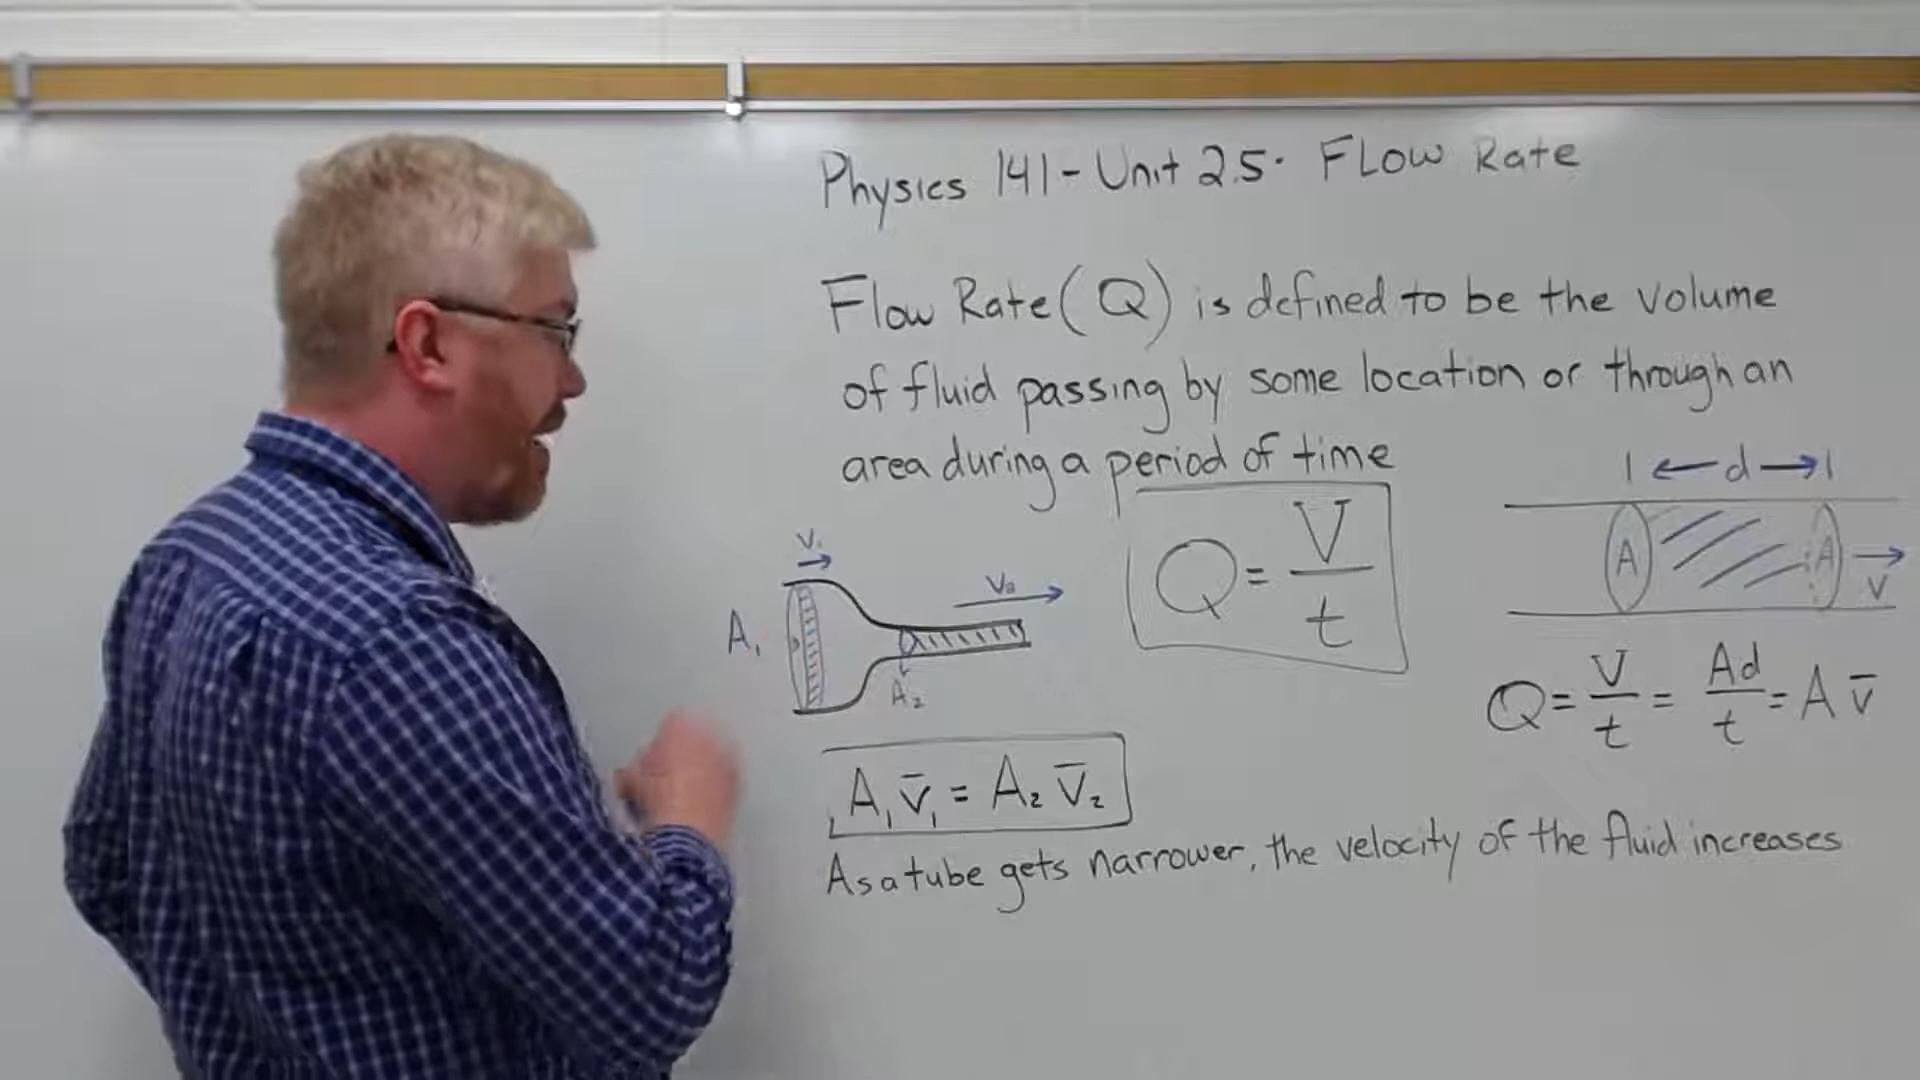 Physics 141 - Unit 2.5. FLow Rate
Flow Rate (Q) is defined to be the volume
of fluid passing by some location or through an
area during a period of time
| ← d → |
A A
V
V₁
V₂
A₁
A₂
Q = V/t
Q = V/t = Ad/t = A v̄
A₁v̄₁ = A₂ v̄₂
As a tube gets narrower, the velocity of the fluid increases